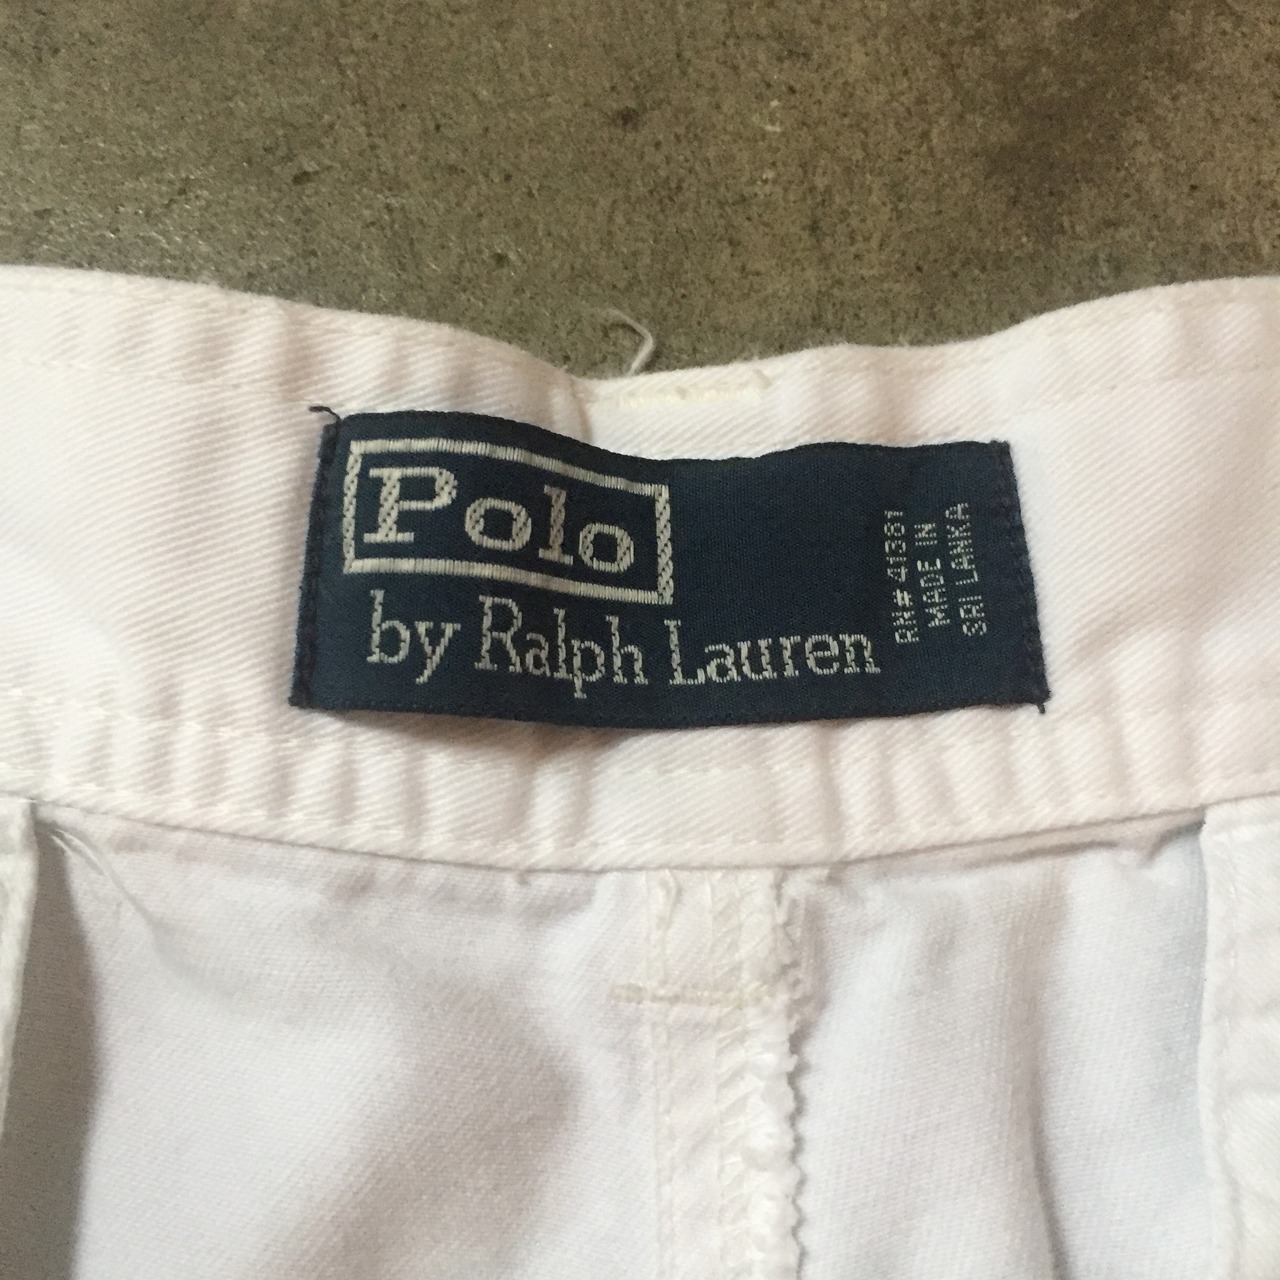 Polo
by Ralph Lauren
RN# 41381
MADE IN
SRI LANKA